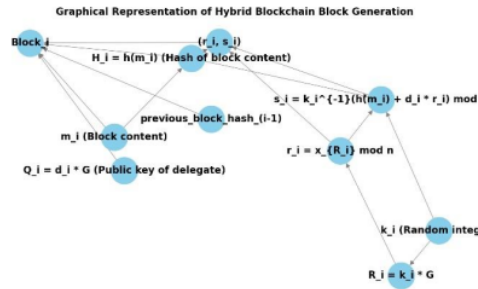 Graphical Representation of Hybrid Blockchain Block Generation
Block_i
(r_i, s_i)
H_i = h(m_i) (Hash of block content)
s_i = k_i^{-1}(h(m_i) + d_i * r_i) mod
previous_block_hash_(i-1)
m_i (Block content)
r_i = x_{R_i} mod n
Q_i = d_i * G (Public key of delegate)
k_i (Random integ
R_i = k_i * G